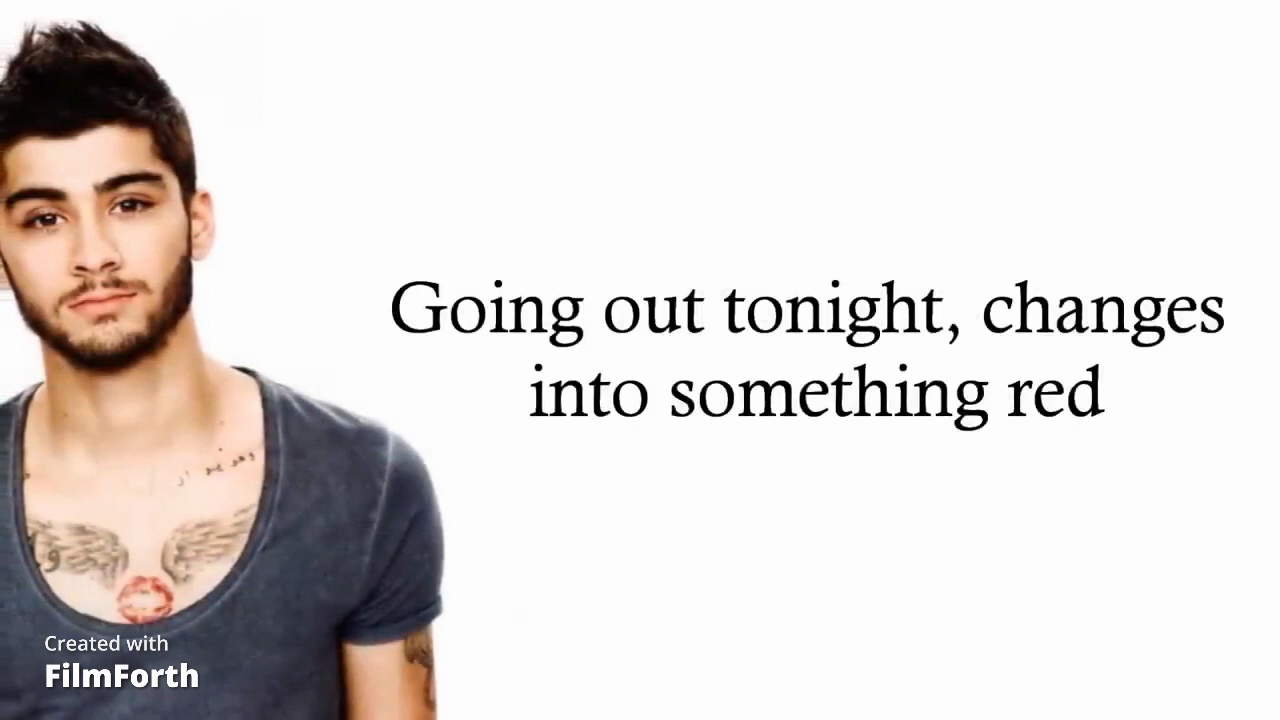 Going out tonight, changes
into something red
Created with
FilmForth